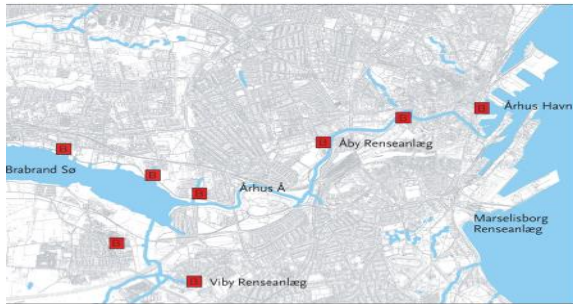 Århus Havn
Åby Renseanlæg
Brabrand Sø
Århus Å
Marselisborg
Renseanlæg
Viby Renseanlæg